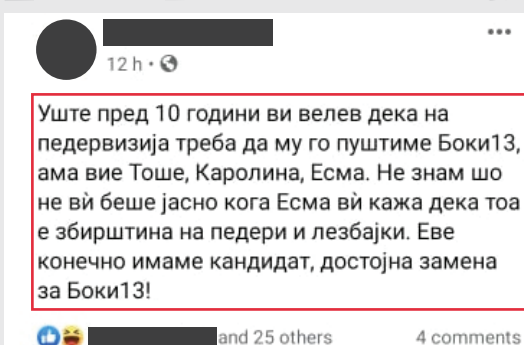 12 h
Уште пред 10 години ви велев дека на
педервизија треба да му го пуштиме Боки13,
ама вие Тоше, Каролина, Есма. Не знам шо
не вѝ беше јасно кога Есма вѝ кажа дека тоа
е збирштина на педери и лезбајки. Еве
конечно имаме кандидат, достојна замена
за Боки13!
and 25 others 4 comments